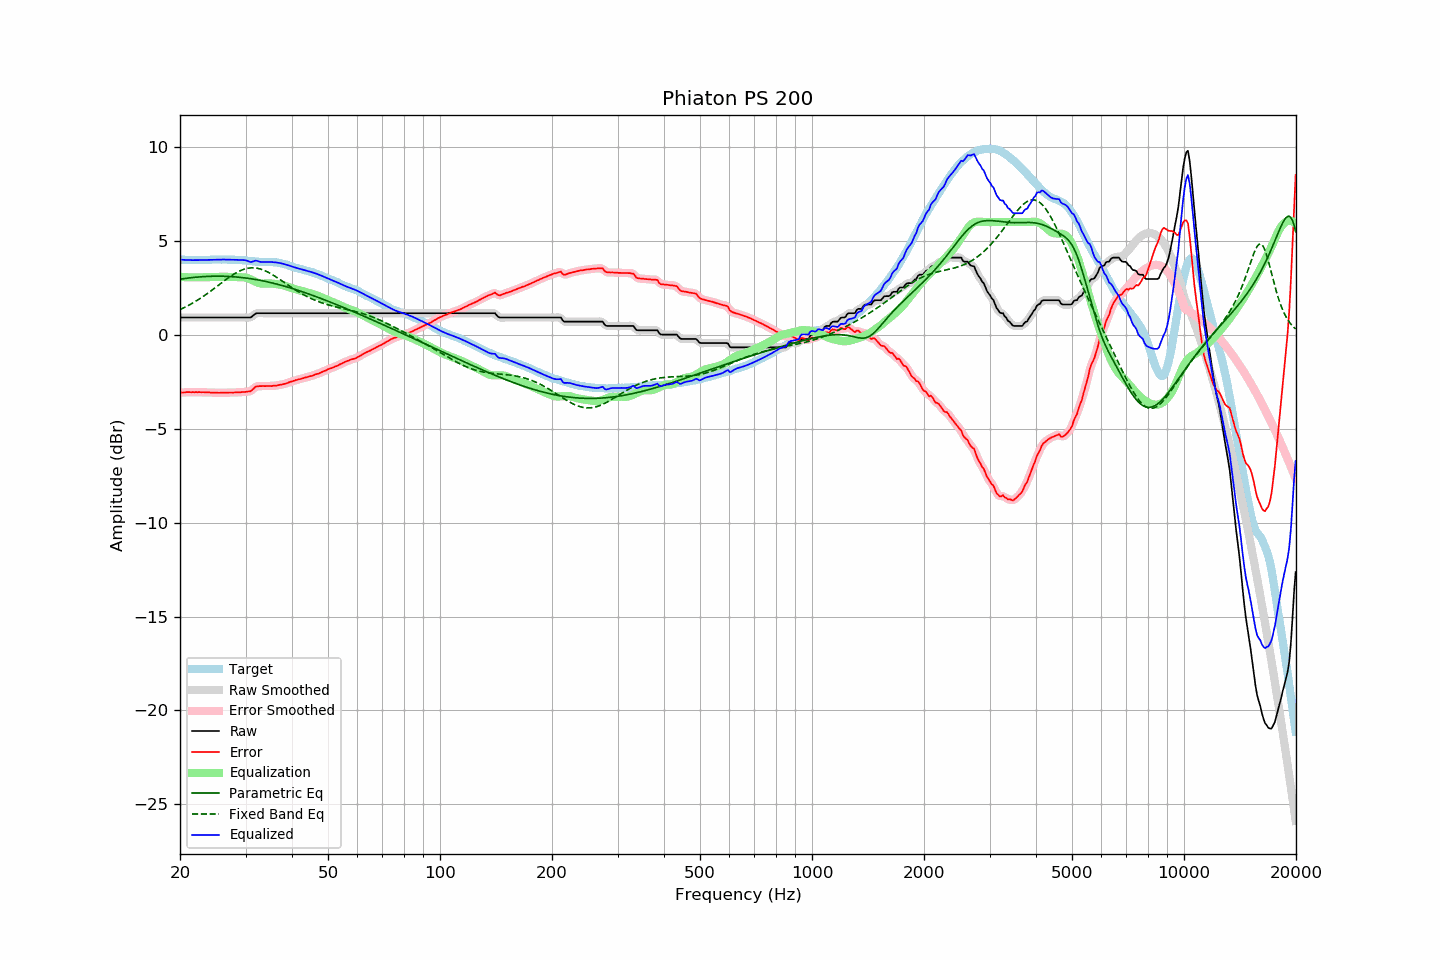 Phiaton PS 200
Amplitude (dBr)
10
5
0
−5
−10
−15
−20
−25
Target
Raw Smoothed
Error Smoothed
Raw
Error
Equalization
Parametric Eq
Fixed Band Eq
Equalized
20 50 100 200 500 1000 2000 5000 10000 20000
Frequency (Hz)